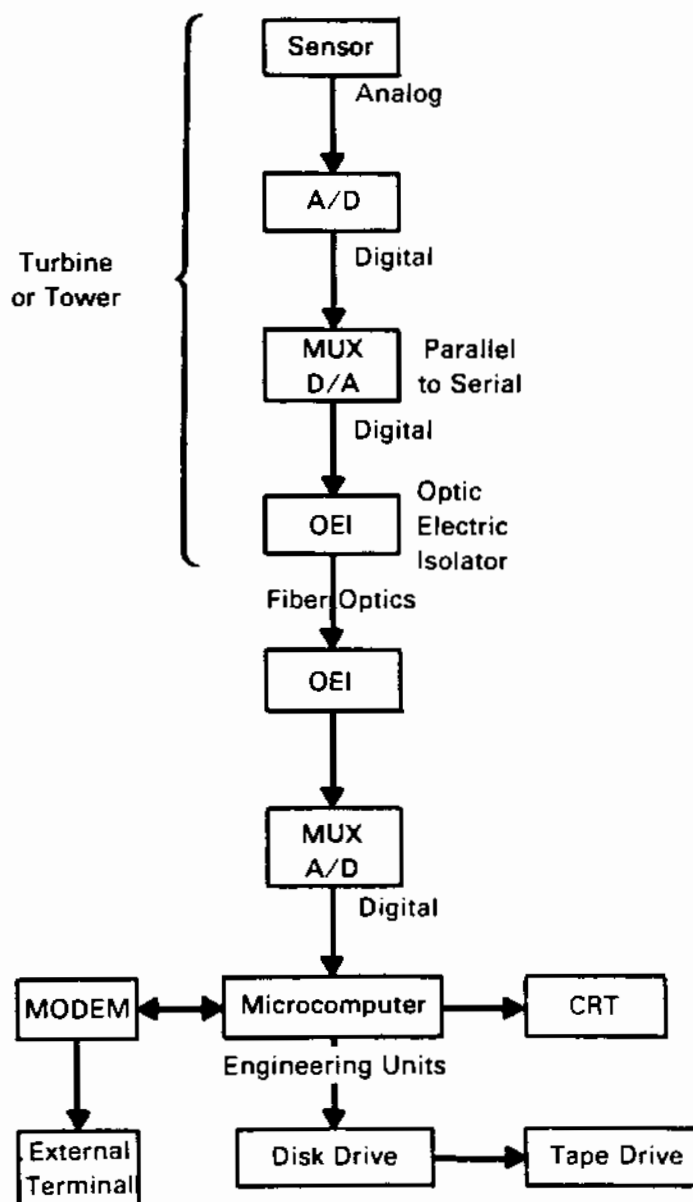 Sensor
Analog
A/D
Digital
Turbine
or Tower
MUX
D/A
Parallel
to Serial
Digital
OEI
Optic
Electric
Isolator
Fiber Optics
OEI
MUX
A/D
Digital
MODEM
Microcomputer
CRT
Engineering Units
External
Terminal
Disk Drive
Tape Drive